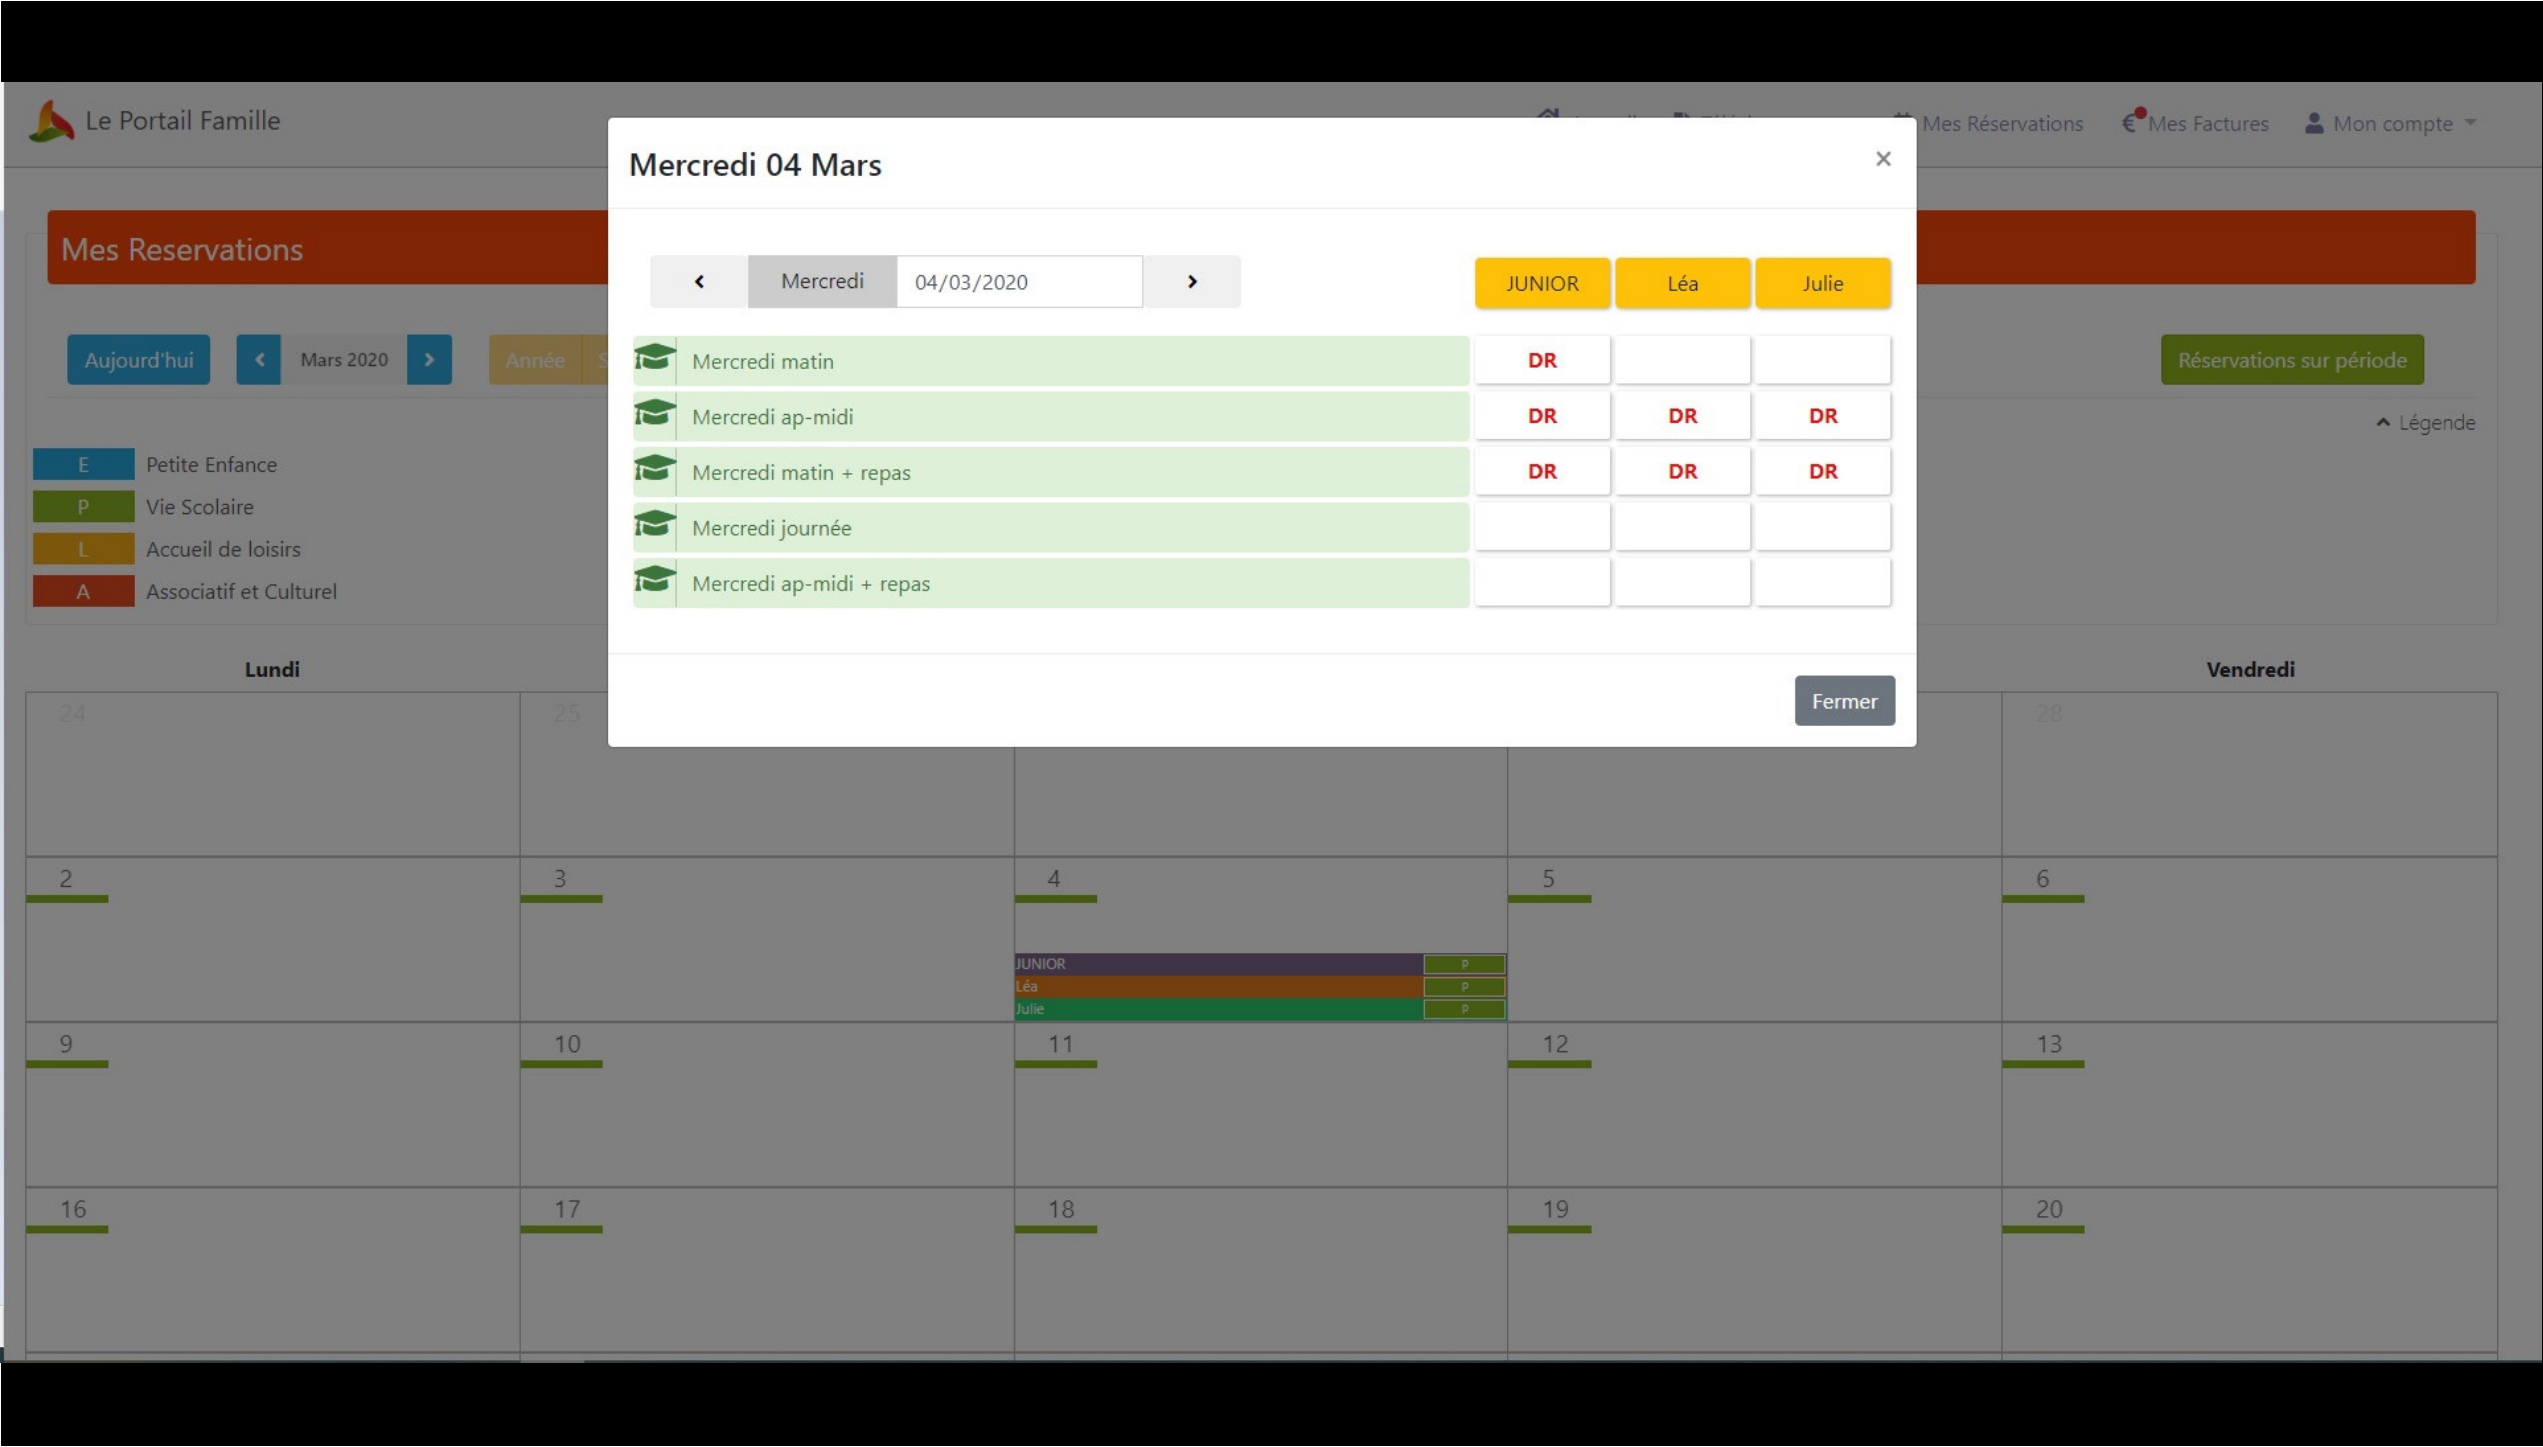 Le Portail Famille
Mes Réservations
Mes Factures
Mon compte
Mercredi 04 Mars
×
Mes Reservations
Mercredi 04/03/2020
JUNIOR Léa Julie
Aujourd'hui
Mars 2020
Année
Réservations sur période
Mercredi matin DR
Mercredi ap-midi DR DR DR
Mercredi matin + repas DR DR DR
Mercredi journée
Mercredi ap-midi + repas
Légende
E Petite Enfance
P Vie Scolaire
L Accueil de loisirs
A Associatif et Culturel
Fermer
Lundi Vendredi
24 25 28
2 3 4 5 6
JUNIOR P
Léa P
Julie P
9 10 11 12 13
16 17 18 19 20